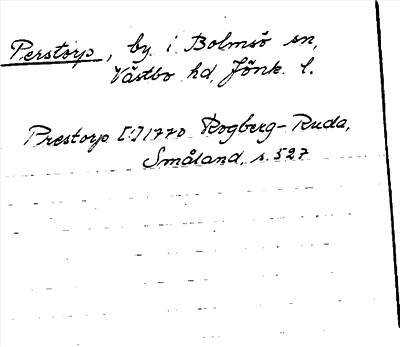 Perstorp, by i Bolmsö sn,
Västbo hd, Jönk. l.
Prestorp [!] 1770 Rogberg-Ruda,
Småland, s. 527